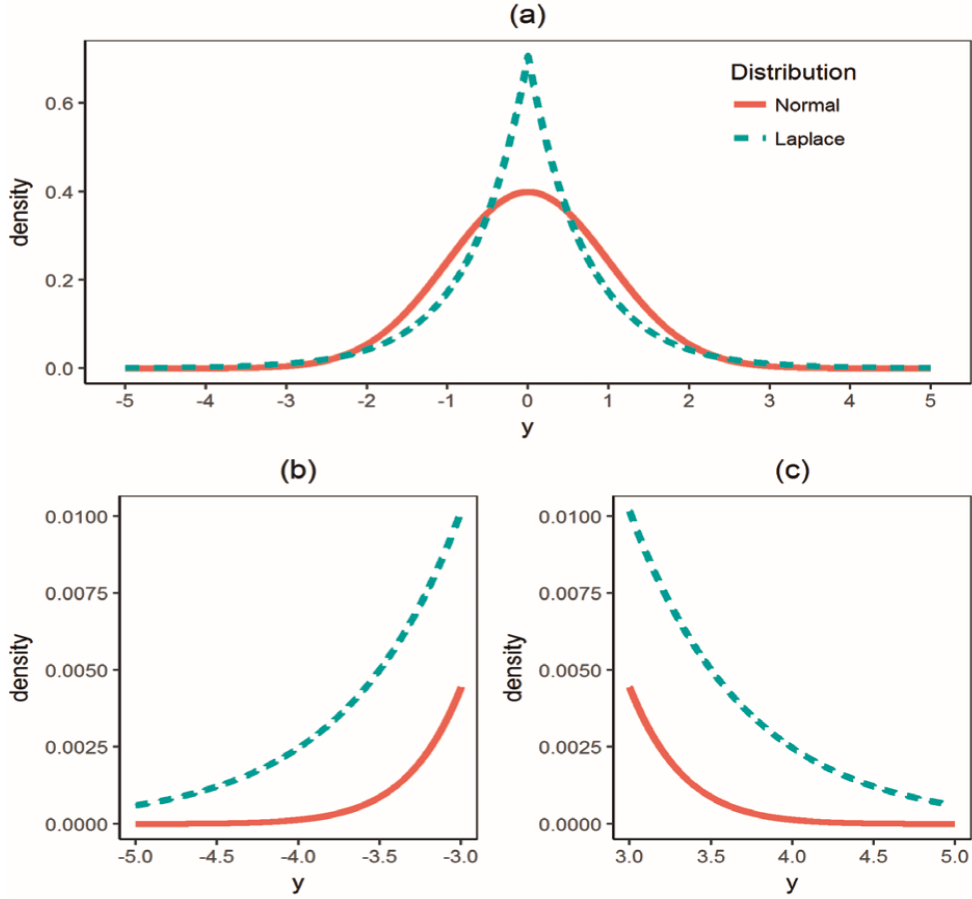 (a)
density
0.6
0.4
0.2
0.0
Distribution
Normal
Laplace
-5 -4 -3 -2 -1 0 1 2 3 4 5
y
(b)
density
0.0100
0.0075
0.0050
0.0025
0.0000
-5.0 -4.5 -4.0 -3.5 -3.0
y
(c)
density
0.0100
0.0075
0.0050
0.0025
0.0000
3.0 3.5 4.0 4.5 5.0
y